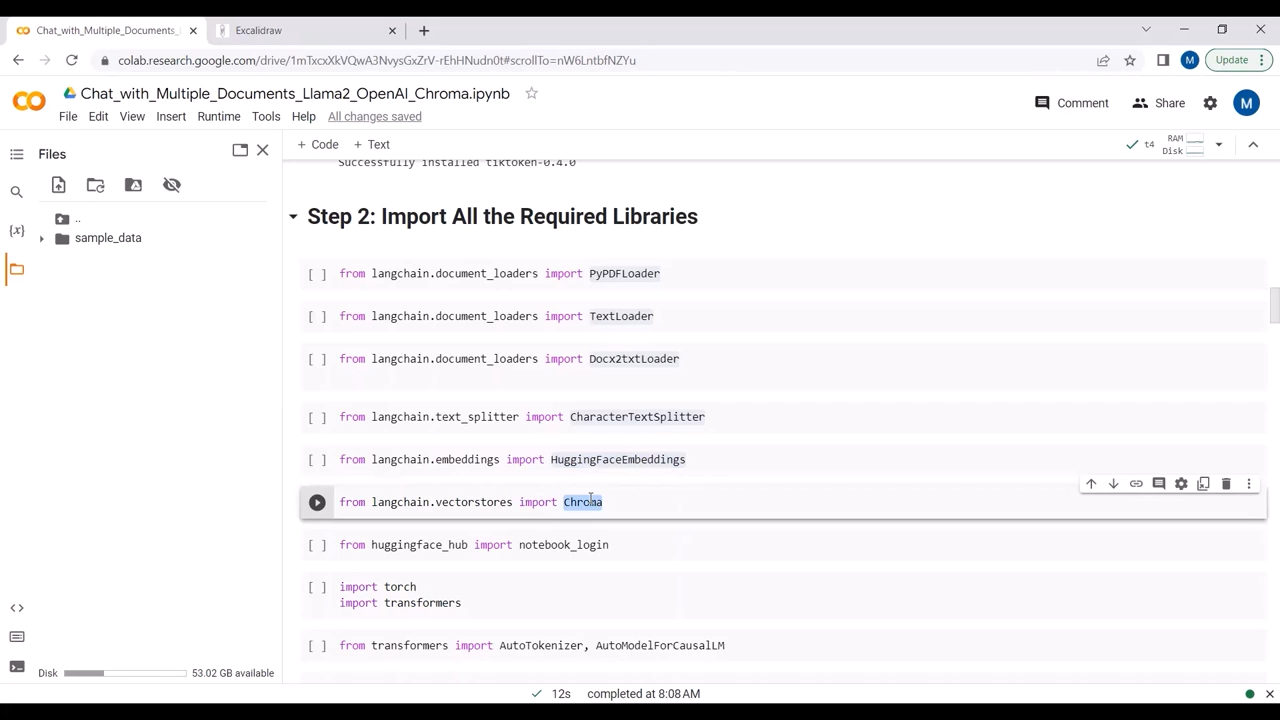 Chat_with_Multiple_Documents_
Excalidraw
colab.research.google.com/drive/1mTxcxXkVQwA3NvysGxZrV-rEhHNudn0t#scrollTo=nW6LntbfNZYu
M
Update
Chat_with_Multiple_Documents_Llama2_OpenAI_Chroma.ipynb
Comment
Share
M
File Edit View Insert Runtime Tools Help All changes saved
Files
+ Code + Text
t4
RAM
Disk
Successfully installed tiktoken-0.4.0
..
sample_data
Step 2: Import All the Required Libraries
[ ] from langchain.document_loaders import PyPDFLoader
[ ] from langchain.document_loaders import TextLoader
[ ] from langchain.document_loaders import Docx2txtLoader
[ ] from langchain.text_splitter import CharacterTextSplitter
[ ] from langchain.embeddings import HuggingFaceEmbeddings
from langchain.vectorstores import Chroma
[ ] from huggingface_hub import notebook_login
[ ] import torch
import transformers
[ ] from transformers import AutoTokenizer, AutoModelForCausalLM
Disk 53.02 GB available
12s completed at 8:08 AM